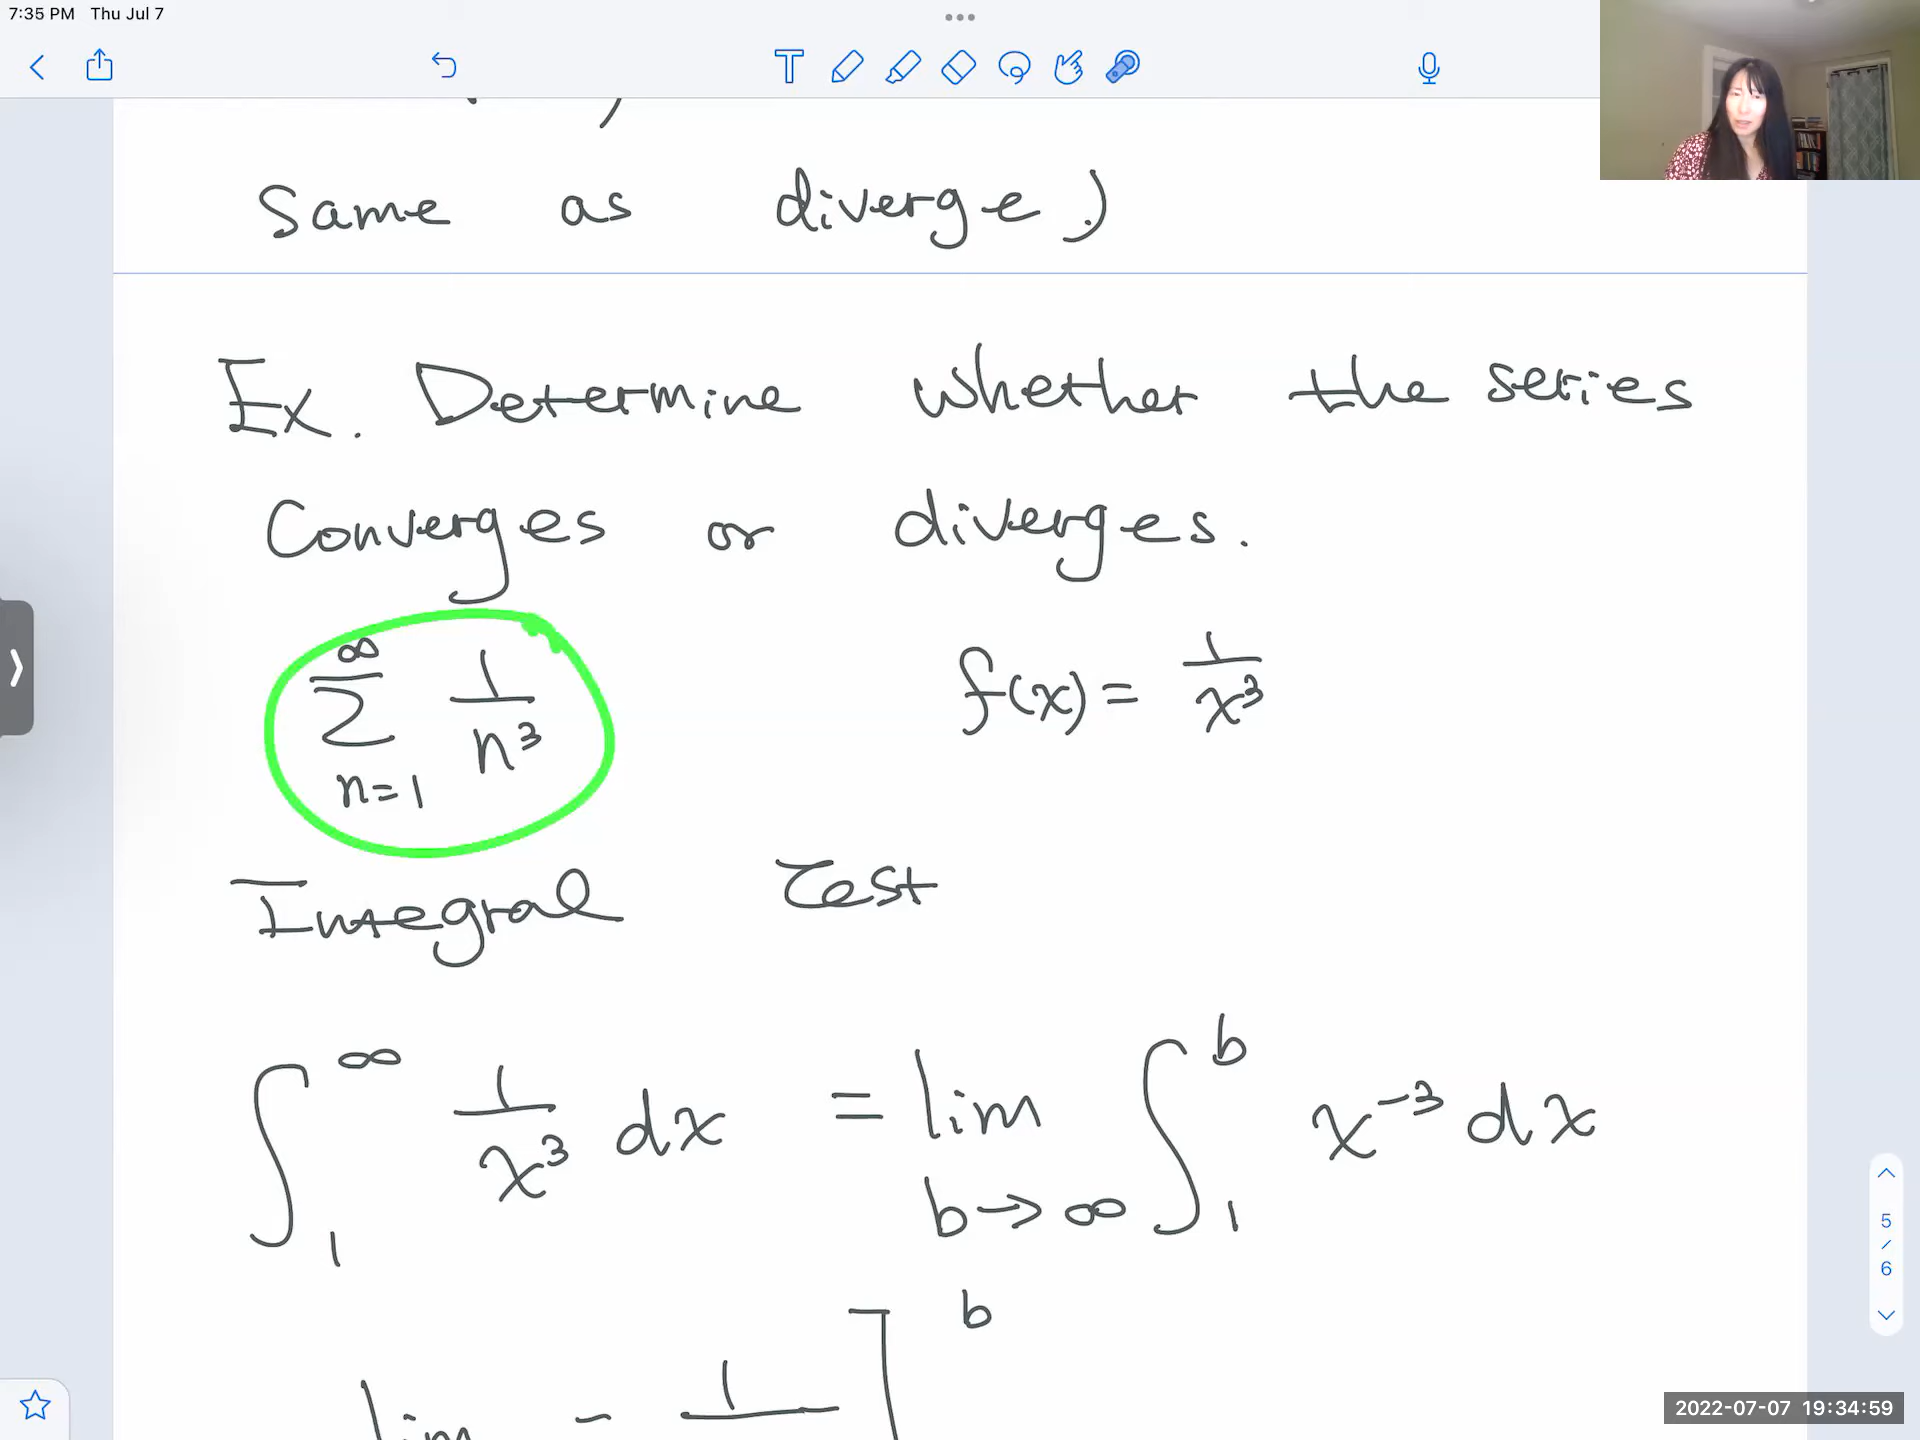 7:35 PM Thu Jul 7
same as diverge.)
Ex. Determine whether the series
Converges or diverges.
∞
∑ 1/n³
n=1
f(x) = 1/x³
Integral Test
∫₁^∞ 1/x³ dx = lim b→∞ ∫₁^b x⁻³ dx
b
lim - 1
5
/
6
2022-07-07 19:34:59